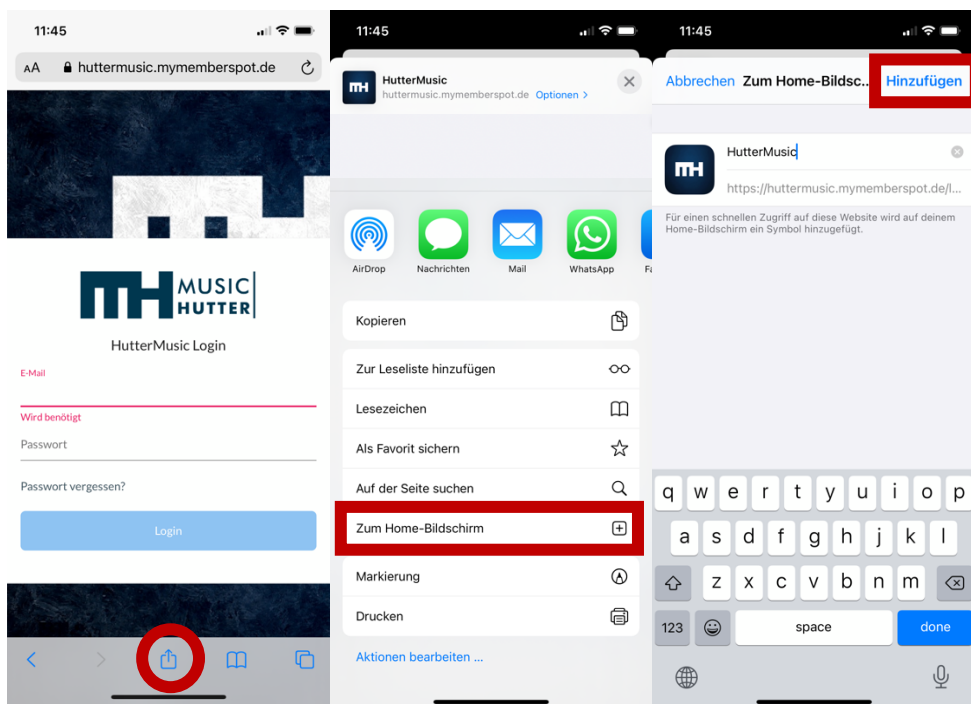 11:45
AA huttermusic.mymemberspot.de
MH MUSIC
HUTTER
HutterMusic Login
E-Mail
Wird benötigt
Passwort
Passwort vergessen?
Login
11:45
MH
HutterMusic
huttermusic.mymemberspot.de Optionen >
AirDrop Nachrichten Mail WhatsApp Fa
Kopieren
Zur Leseliste hinzufügen
Lesezeichen
Als Favorit sichern
Auf der Seite suchen
Zum Home-Bildschirm
Markierung
Drucken
Aktionen bearbeiten ...
11:45
Abbrechen Zum Home-Bildsc... Hinzufügen
MH
HutterMusic
https://huttermusic.mymemberspot.de/l...
Für einen schnellen Zugriff auf diese Website wird auf deinem
Home-Bildschirm ein Symbol hinzugefügt.
q w e r t y u i o p
a s d f g h j k l
z x c v b n m
123 space done